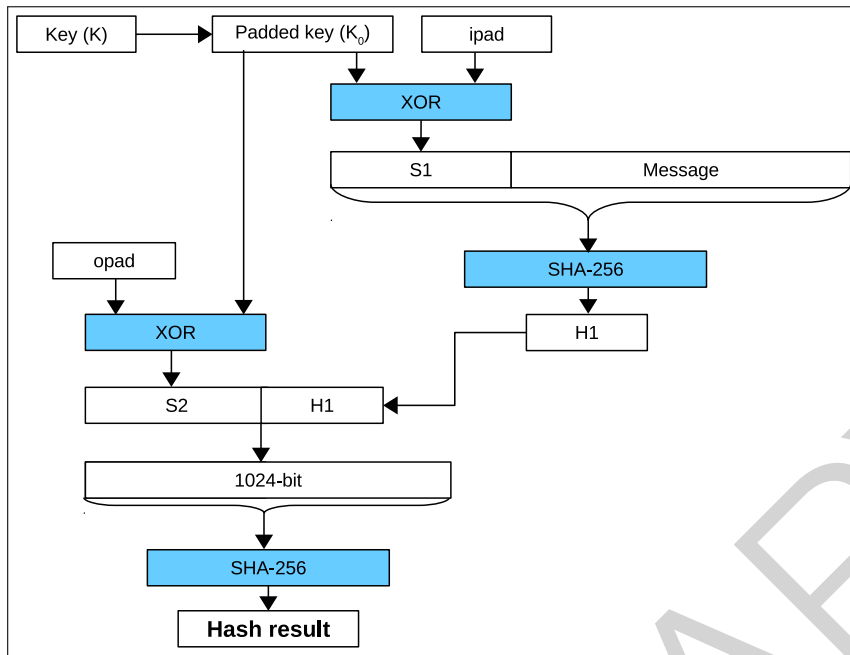 Key (K)
Padded key (K₀)
ipad
XOR
S1
Message
opad
SHA-256
XOR
H1
S2
H1
1024-bit
SHA-256
Hash result